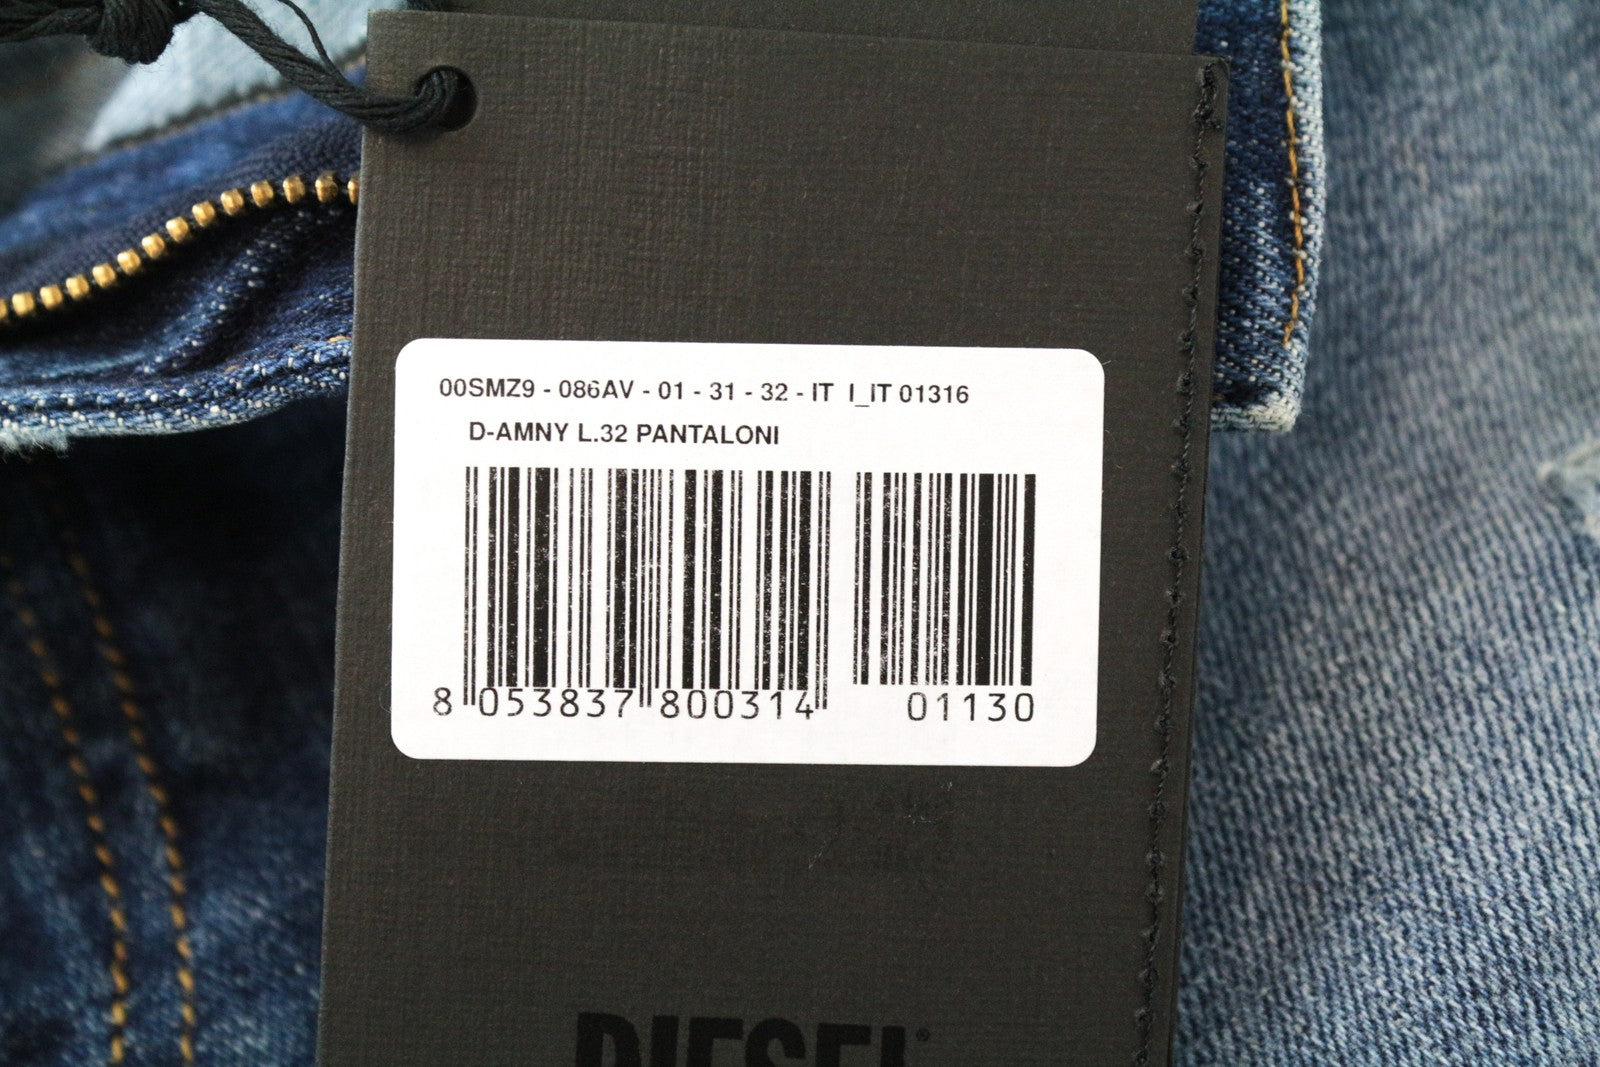 00SMZ9 - 086AV - 01 - 31 - 32 - IT I_IT 01316
D-AMNY L.32 PANTALONI
8 053837 800314 01130
DIESEL®